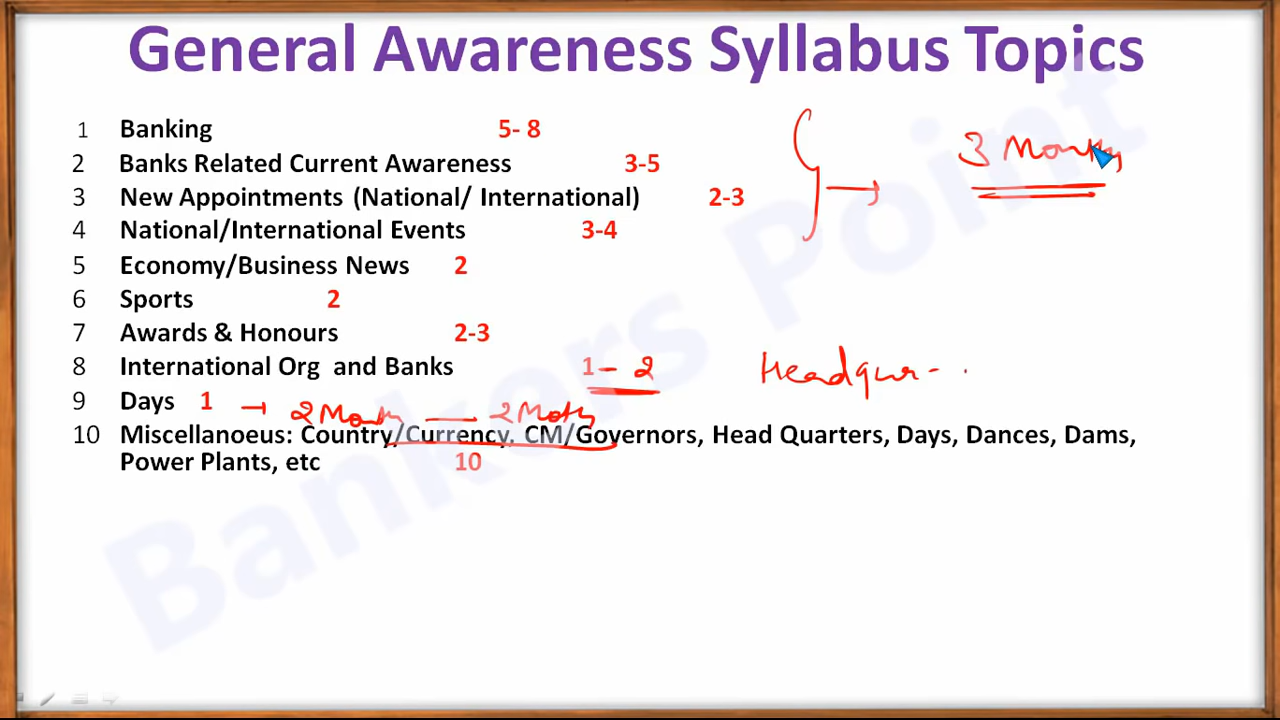 General Awareness Syllabus Topics
1 Banking 5- 8
2 Banks Related Current Awareness 3-5
3 New Appointments (National/ International) 2-3
3 Months
4 National/International Events 3-4
5 Economy/Business News 2
6 Sports 2
7 Awards & Honours 2-3
8 International Org and Banks 1- 2
Headqur-
9 Days 1 → 2 Months — 2 Moths
10 Miscellanoeus: Country/Currency, CM/Governors, Head Quarters, Days, Dances, Dams,
Power Plants, etc 10
Bankers Point